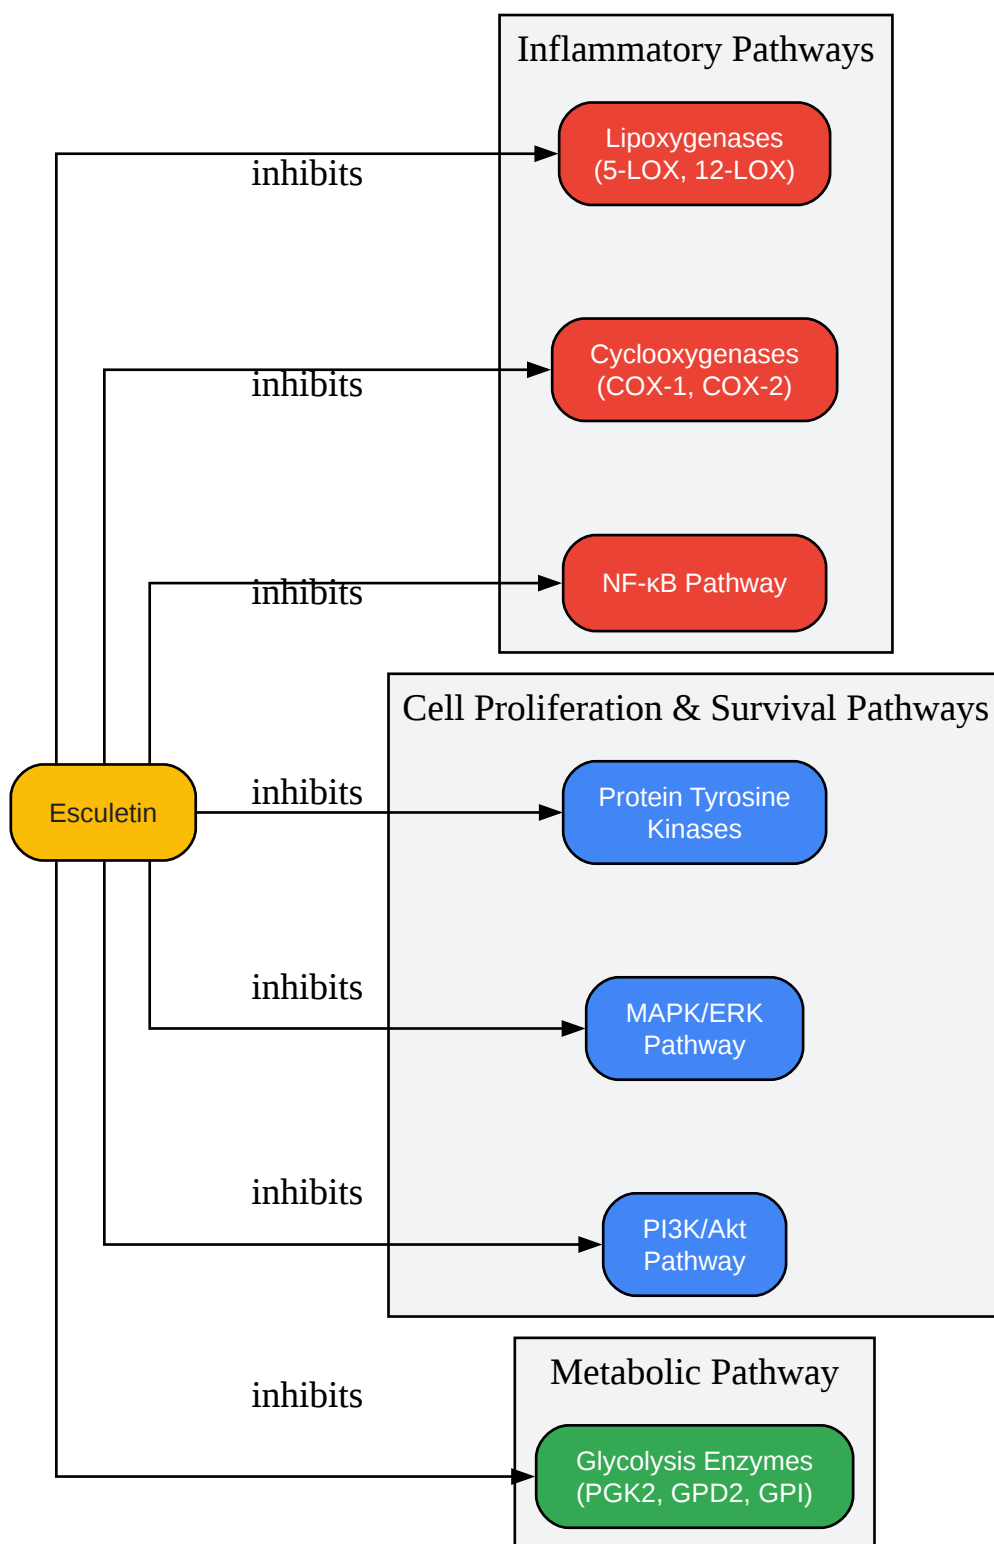 Inflammatory Pathways
Lipoxygenases
(5-LOX, 12-LOX)
inhibits
Cyclooxygenases
(COX-1, COX-2)
inhibits
NF-κB Pathway
inhibits
Cell Proliferation & Survival Pathways
Esculetin
inhibits
Protein Tyrosine
Kinases
inhibits
MAPK/ERK
Pathway
inhibits
PI3K/Akt
Pathway
Metabolic Pathway
inhibits
Glycolysis Enzymes
(PGK2, GPD2, GPI)